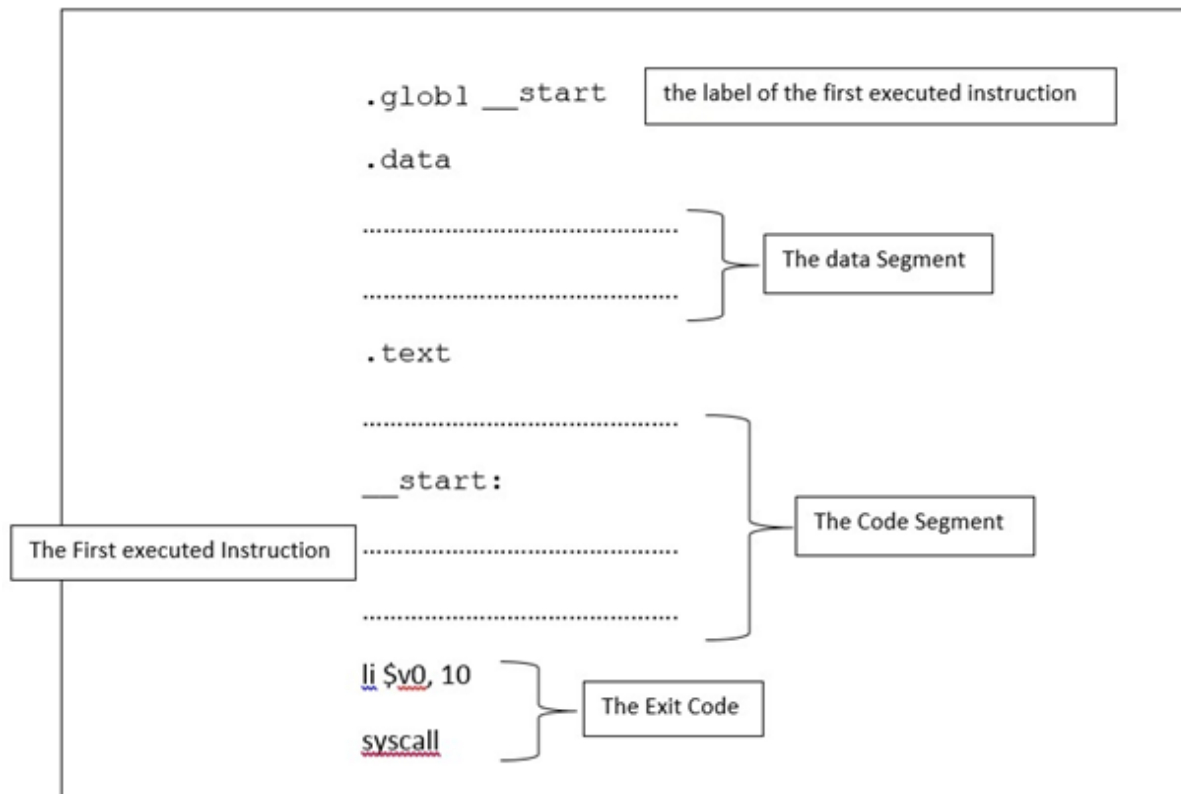 .globl __start the label of the first executed instruction
.data
................................................
The data Segment
................................................
.text
................................................
__start:
The Code Segment
The First executed Instruction ................................................
................................................
li $v0, 10
The Exit Code
syscall